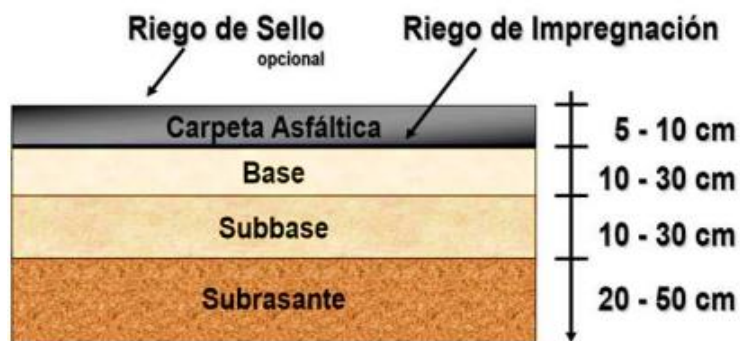 Riego de Sello
opcional
Riego de Impregnación
Carpeta Asfáltica
5 - 10 cm
Base
10 - 30 cm
Subbase
10 - 30 cm
Subrasante
20 - 50 cm